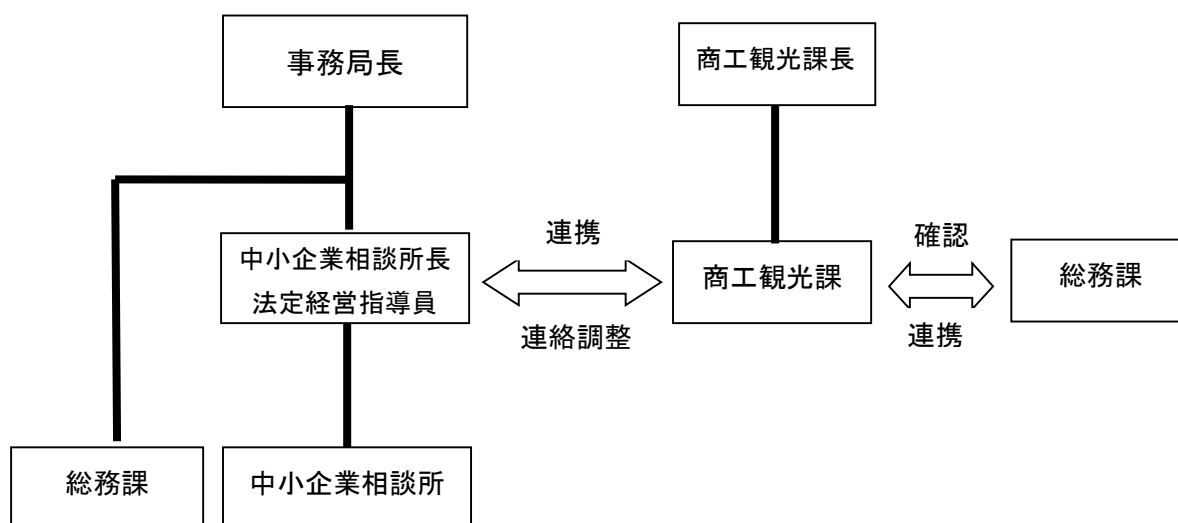 事務局長
商工観光課長
中小企業相談所長
法定経営指導員
連携
連絡調整
商工観光課
確認
連携
総務課
総務課
中小企業相談所